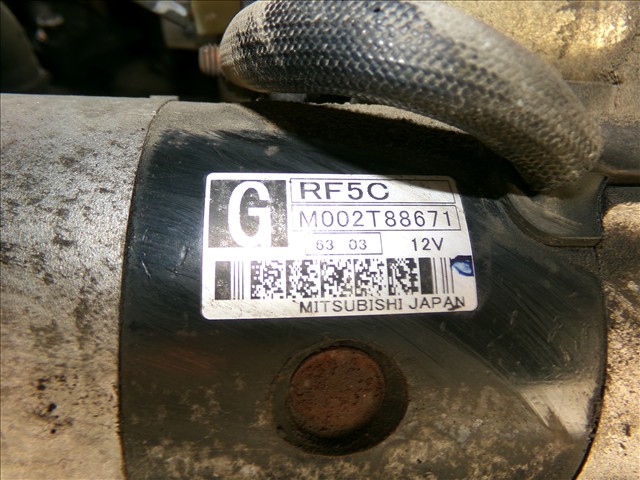 G
RF5C
M002T88671
63 03 12V
MITSUBISHI JAPAN